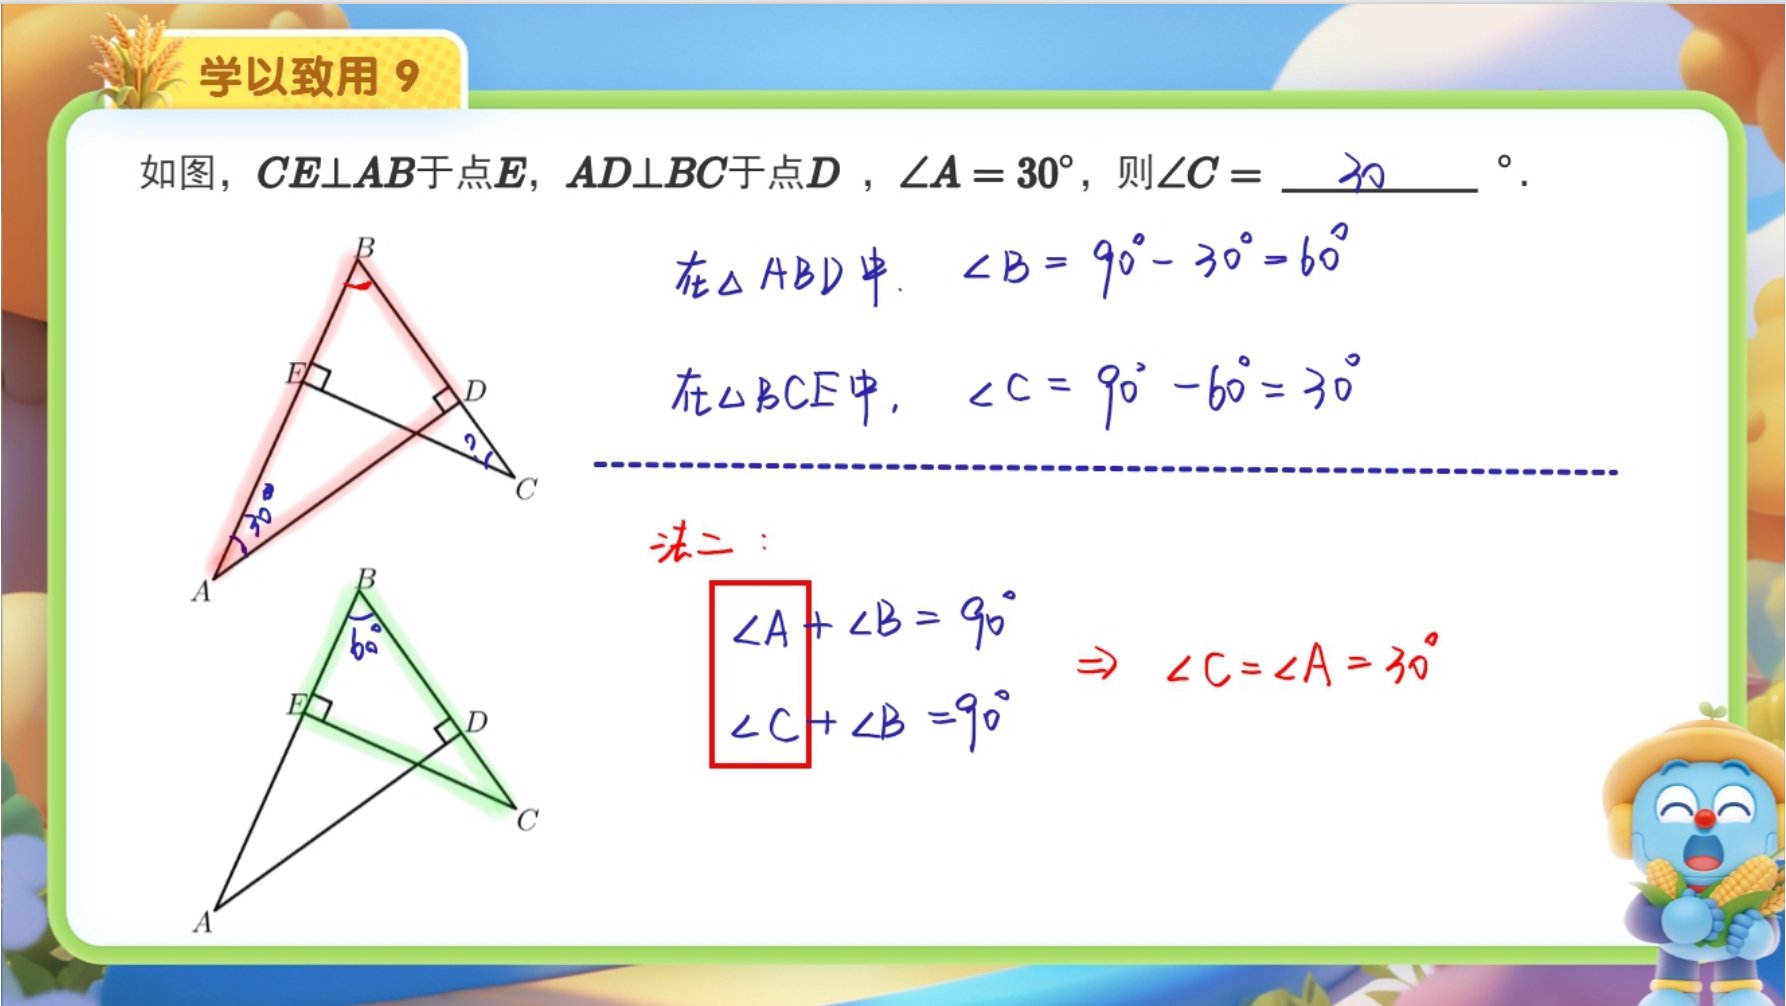 学以致用 9
如图，CE⊥AB于点E，AD⊥BC于点D ，∠A = 30°，则∠C = 30 °.
B
E
D
C
A
30°
?
在△ABD中. ∠B = 90° - 30° = 60°
在△BCE中, ∠C = 90° - 60° = 30°
法二：
∠A + ∠B = 90°
∠C + ∠B = 90°
⇒ ∠C = ∠A = 30°
B
60°
E
D
C
A